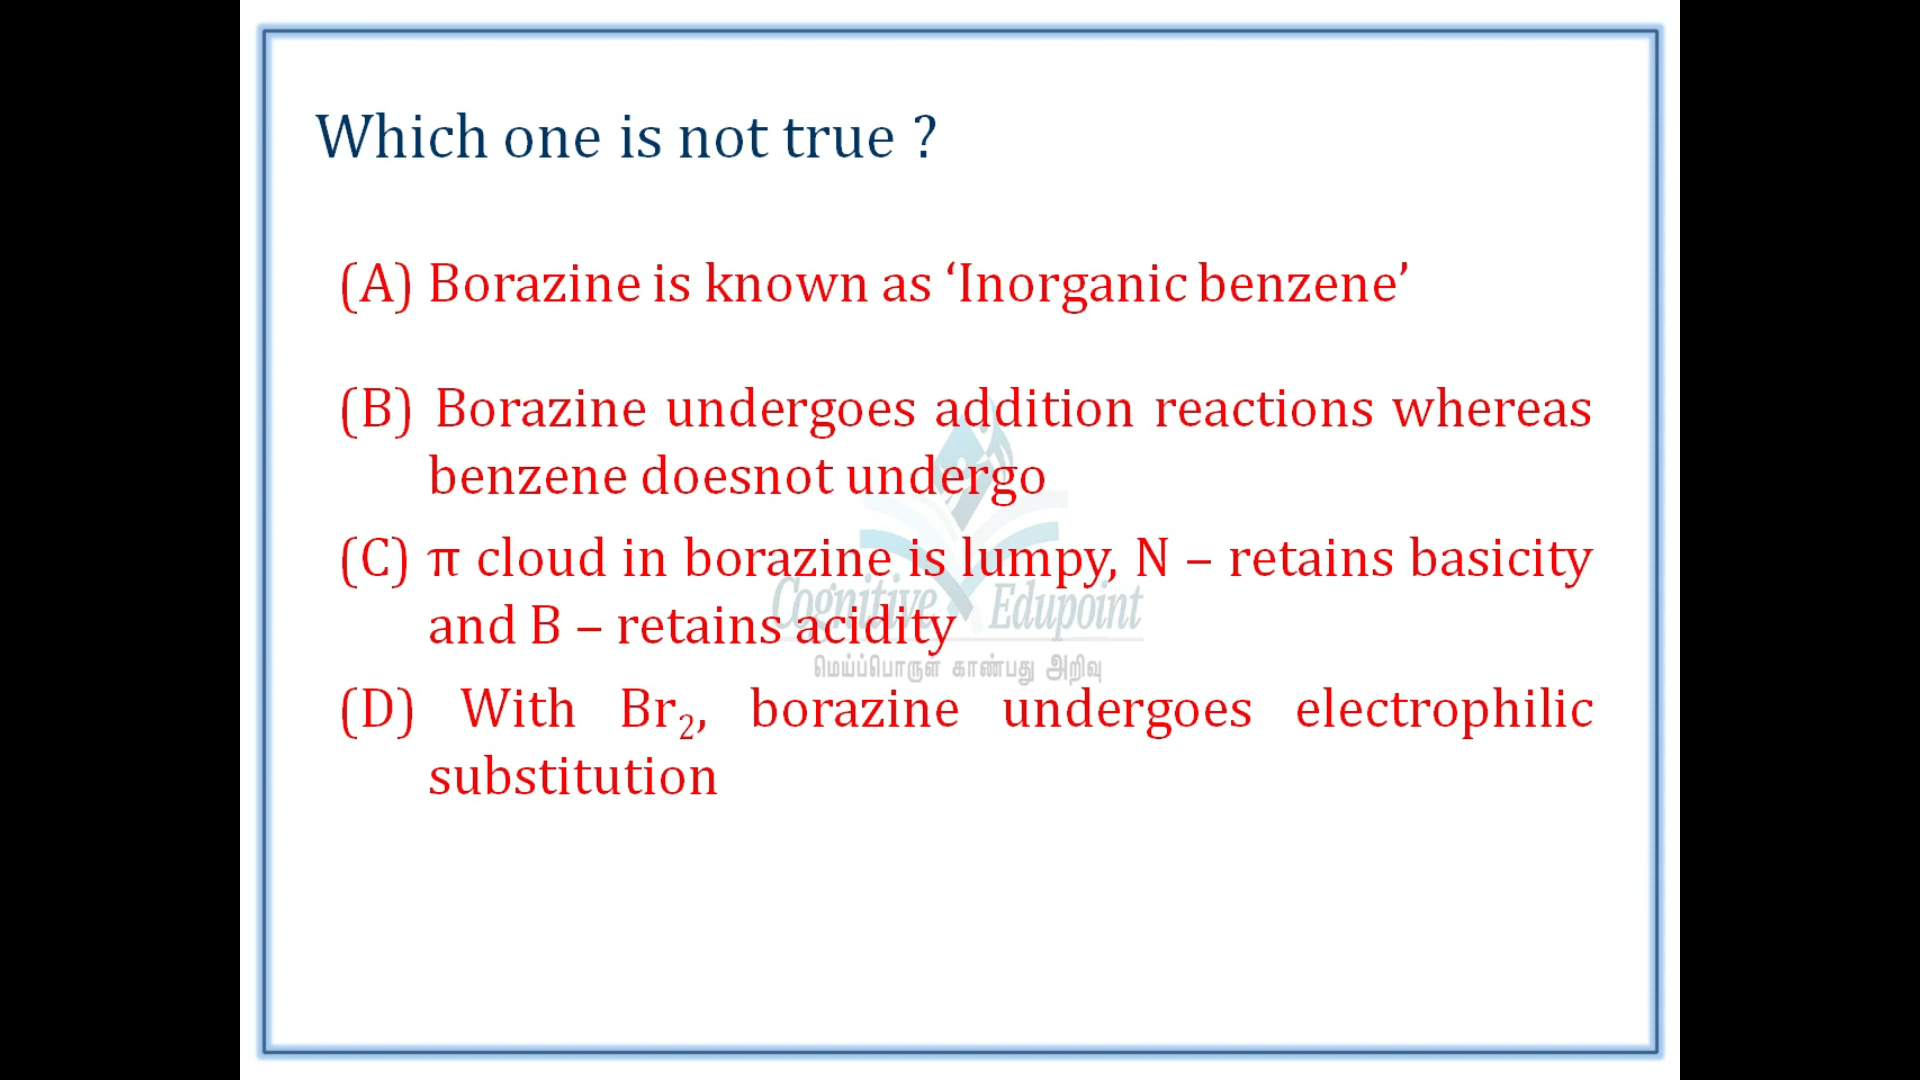 Which one is not true ?
(A) Borazine is known as ‘Inorganic benzene’
(B) Borazine undergoes addition reactions whereas
benzene doesnot undergo
(C) π cloud in borazine is lumpy, N – retains basicity
and B – retains acidity
Cognitive Edupoint
மெய்ப்பொருள் காண்பது அறிவு
(D) With Br₂, borazine undergoes electrophilic
substitution